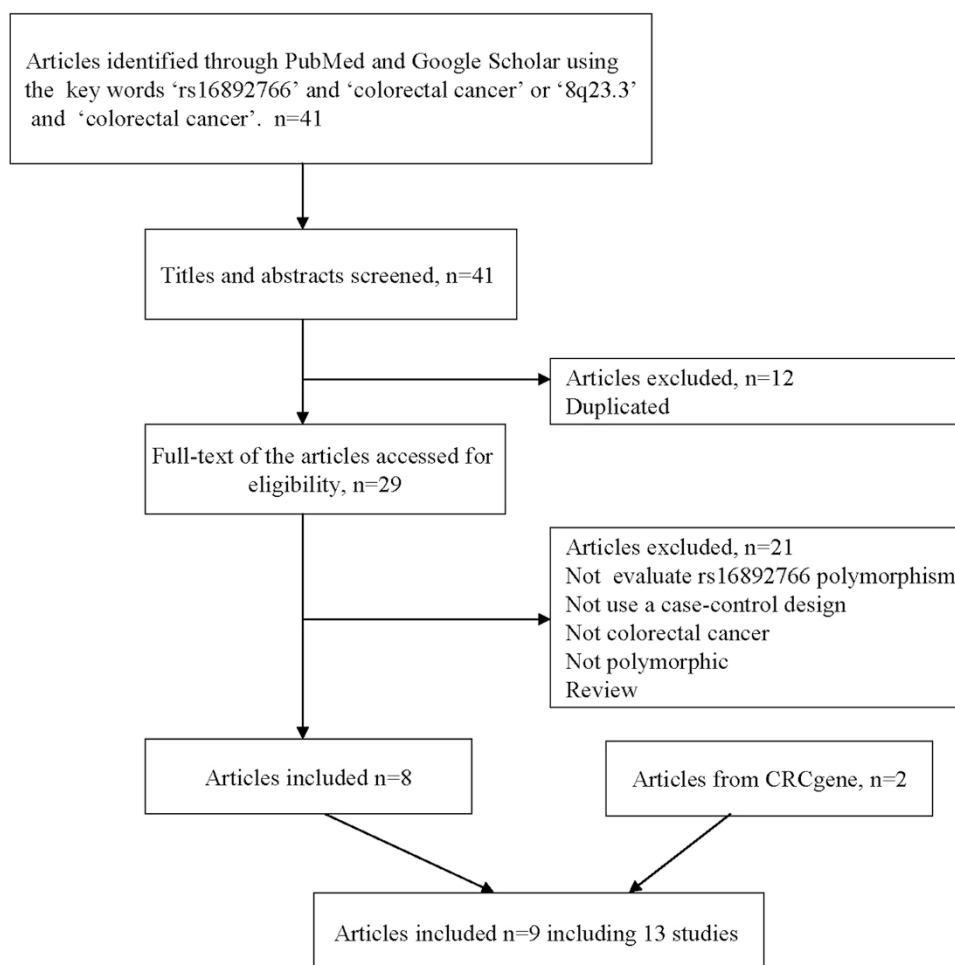 Articles identified through PubMed and Google Scholar using
the key words ‘rs16892766’ and ‘colorectal cancer’ or ‘8q23.3’
and ‘colorectal cancer’. n=41
Titles and abstracts screened, n=41
Articles excluded, n=12
Duplicated
Full-text of the articles accessed for
eligibility, n=29
Articles excluded, n=21
Not evaluate rs16892766 polymorphism
Not use a case-control design
Not colorectal cancer
Not polymorphic
Review
Articles included n=8
Articles from CRCgene, n=2
Articles included n=9 including 13 studies